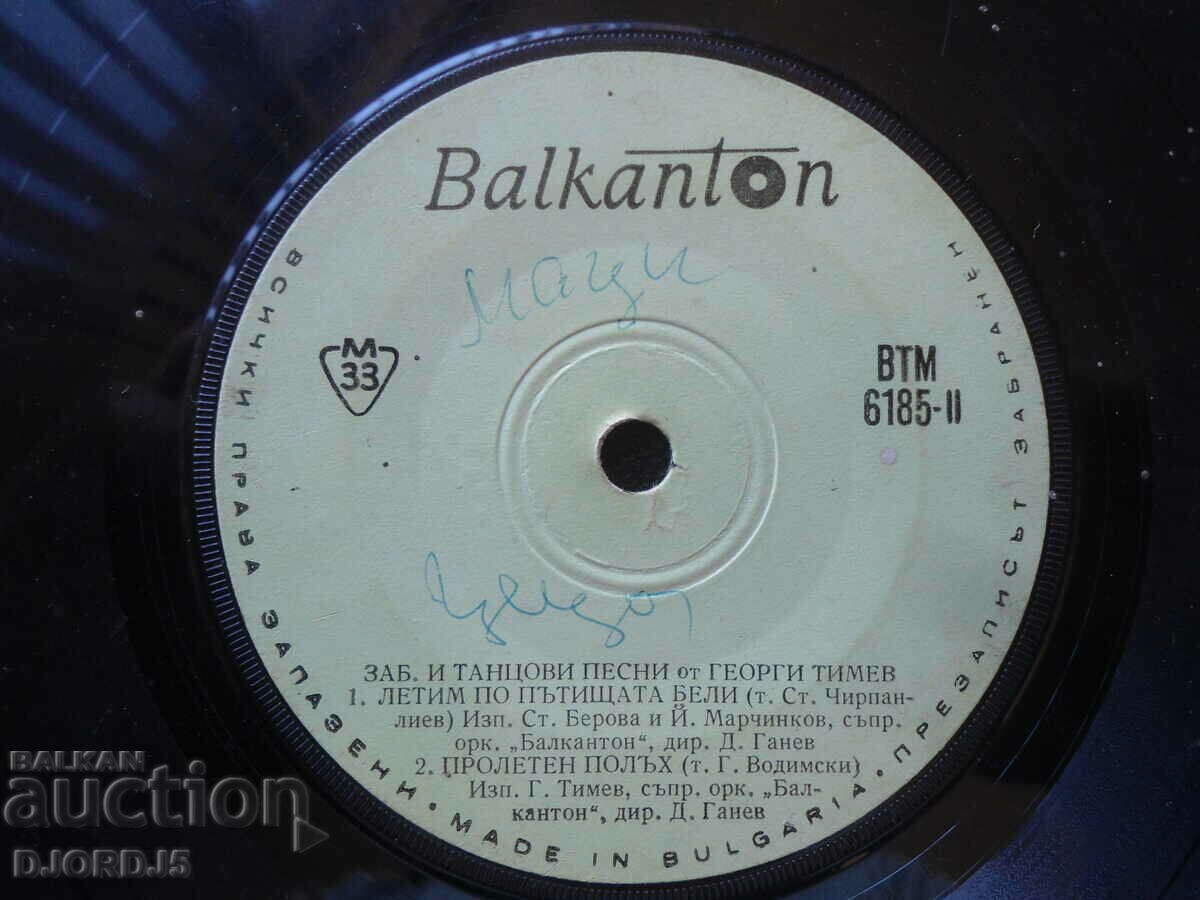 Balkanton
М 33
ВТМ
6185-II
ЗАБ. И ТАНЦОВИ ПЕСНИ от ГЕОРГИ ТИМЕВ
1. ЛЕТИМ ПО ПЪТИЩАТА БЕЛИ (т. Ст. Чирпан-
лиев) Изп. Ст. Берова и Й. Марчинков, съпр.
орк. „Балкантон“, дир. Д. Ганев
2. ПРОЛЕТЕН ПОЛЪХ (т. Г. Водимски)
Изп. Г. Тимев, съпр. орк. „Бал-
кантон“, дир. Д. Ганев
ВСИЧКИ ПРАВА ЗАПАЗЕНИ • MADE IN BULGARIA • ПРЕЗАПИСЪТ ЗАБРАНЕН
BALKAN
auction
DJORDJ5